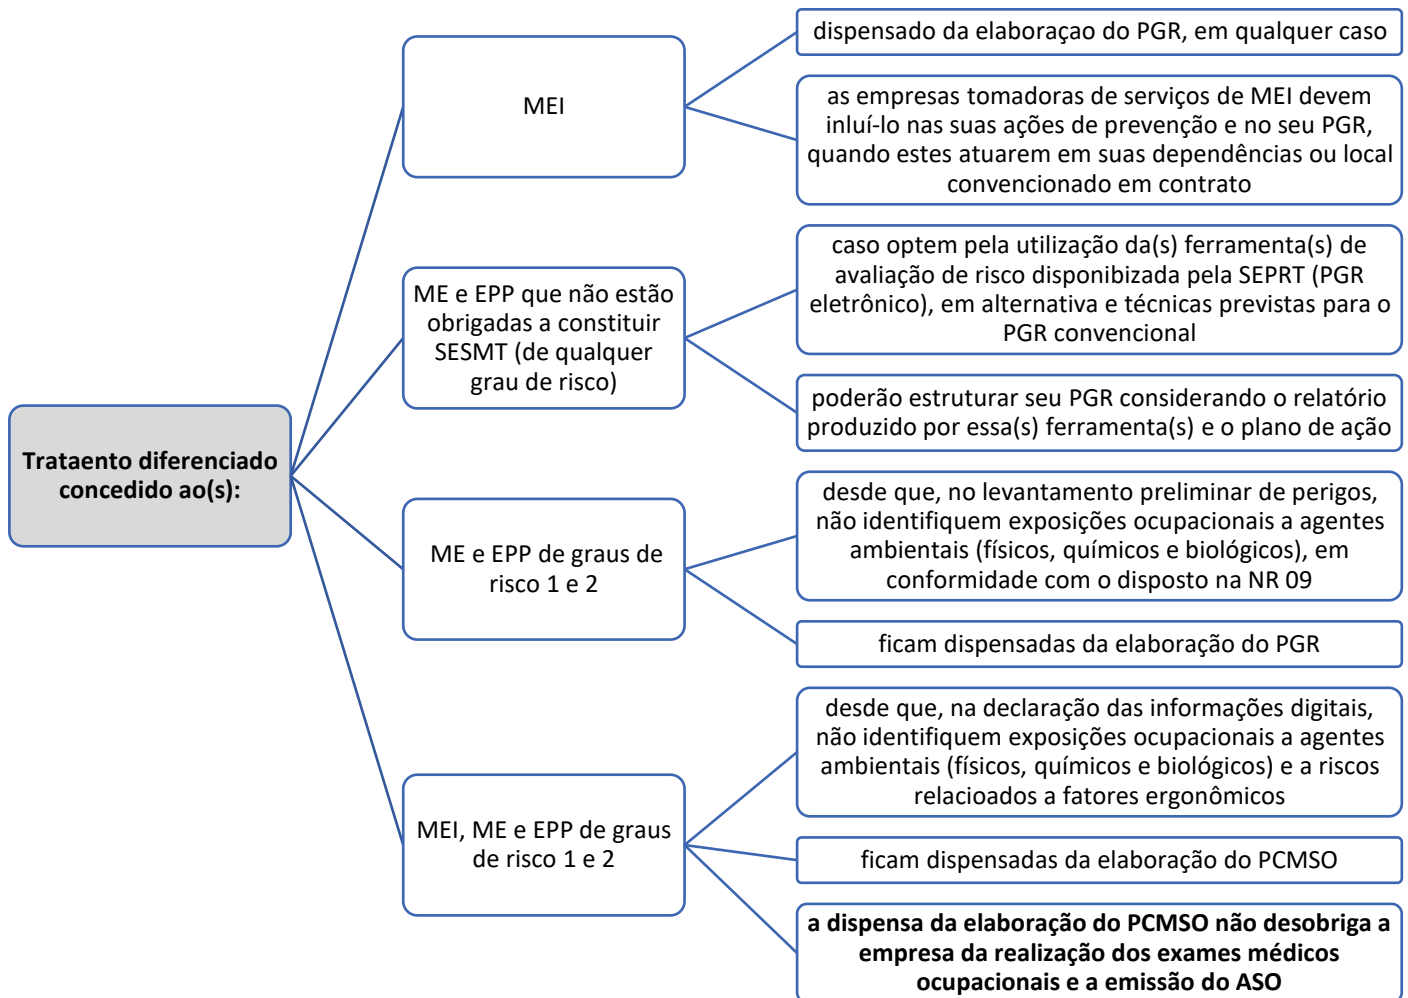 Trataento diferenciado
concedido ao(s):
MEI
dispensado da elaboraçao do PGR, em qualquer caso
as empresas tomadoras de serviços de MEI devem
inluí-lo nas suas ações de prevenção e no seu PGR,
quando estes atuarem em suas dependências ou local
convencionado em contrato
ME e EPP que não estão
obrigadas a constituir
SESMT (de qualquer
grau de risco)
caso optem pela utilização da(s) ferramenta(s) de
avaliação de risco disponibizada pela SEPRT (PGR
eletrônico), em alternativa e técnicas previstas para o
PGR convencional
poderão estruturar seu PGR considerando o relatório
produzido por essa(s) ferramenta(s) e o plano de ação
ME e EPP de graus de
risco 1 e 2
desde que, no levantamento preliminar de perigos,
não identifiquem exposições ocupacionais a agentes
ambientais (físicos, químicos e biológicos), em
conformidade com o disposto na NR 09
ficam dispensadas da elaboração do PGR
MEI, ME e EPP de graus
de risco 1 e 2
desde que, na declaração das informações digitais,
não identifiquem exposições ocupacionais a agentes
ambientais (físicos, químicos e biológicos) e a riscos
relacioados a fatores ergonômicos
ficam dispensadas da elaboração do PCMSO
a dispensa da elaboração do PCMSO não desobriga a
empresa da realização dos exames médicos
ocupacionais e a emissão do ASO